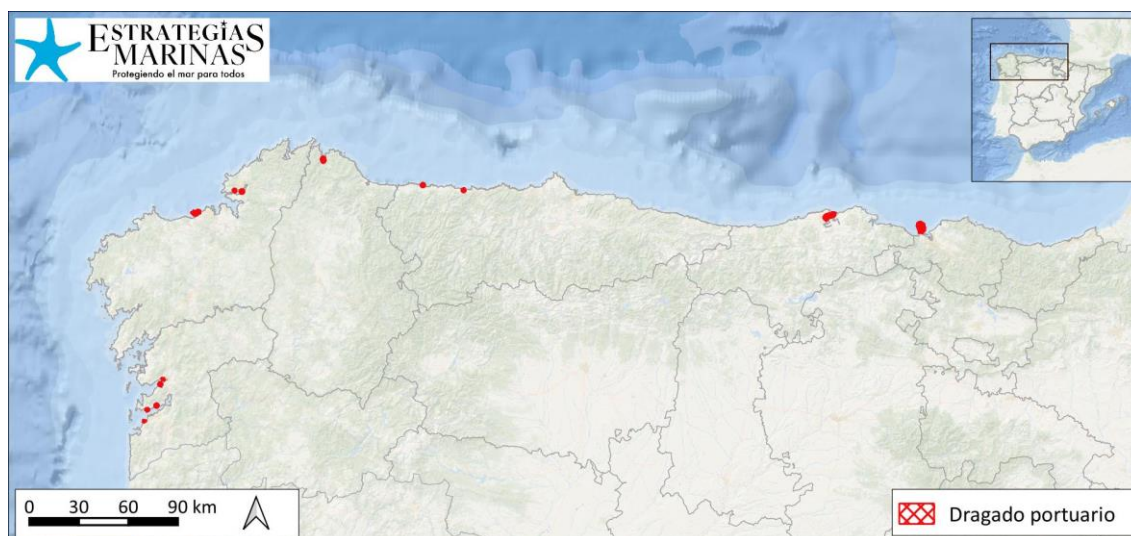 ESTRATEGIAS
MARINAS
Protegiendo el mar para todos
0 30 60 90 km
Dragado portuario